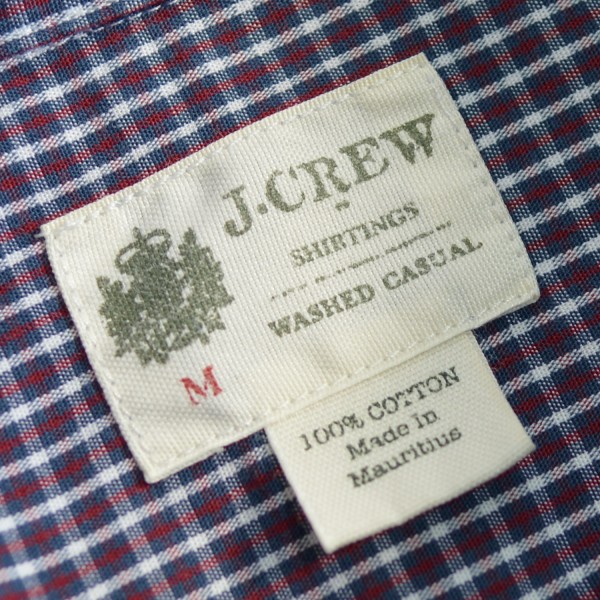 J.CREW
SHIRTINGS
WASHED CASUAL
M
100% COTTON
Made in
Mauritius